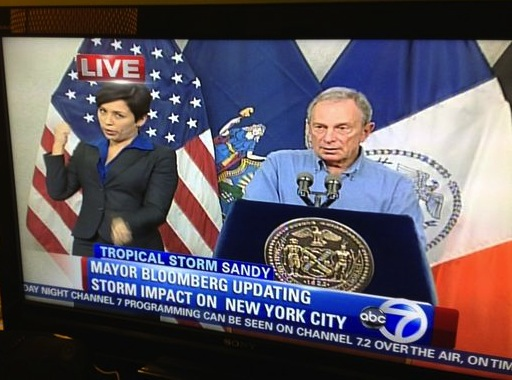 LIVE
TROPICAL STORM SANDY
MAYOR BLOOMBERG UPDATING
STORM IMPACT ON NEW YORK CITY
abc 7
DAY NIGHT CHANNEL 7 PROGRAMMING CAN BE SEEN ON CHANNEL 7.2 OVER THE AIR, ON TIM
SONY